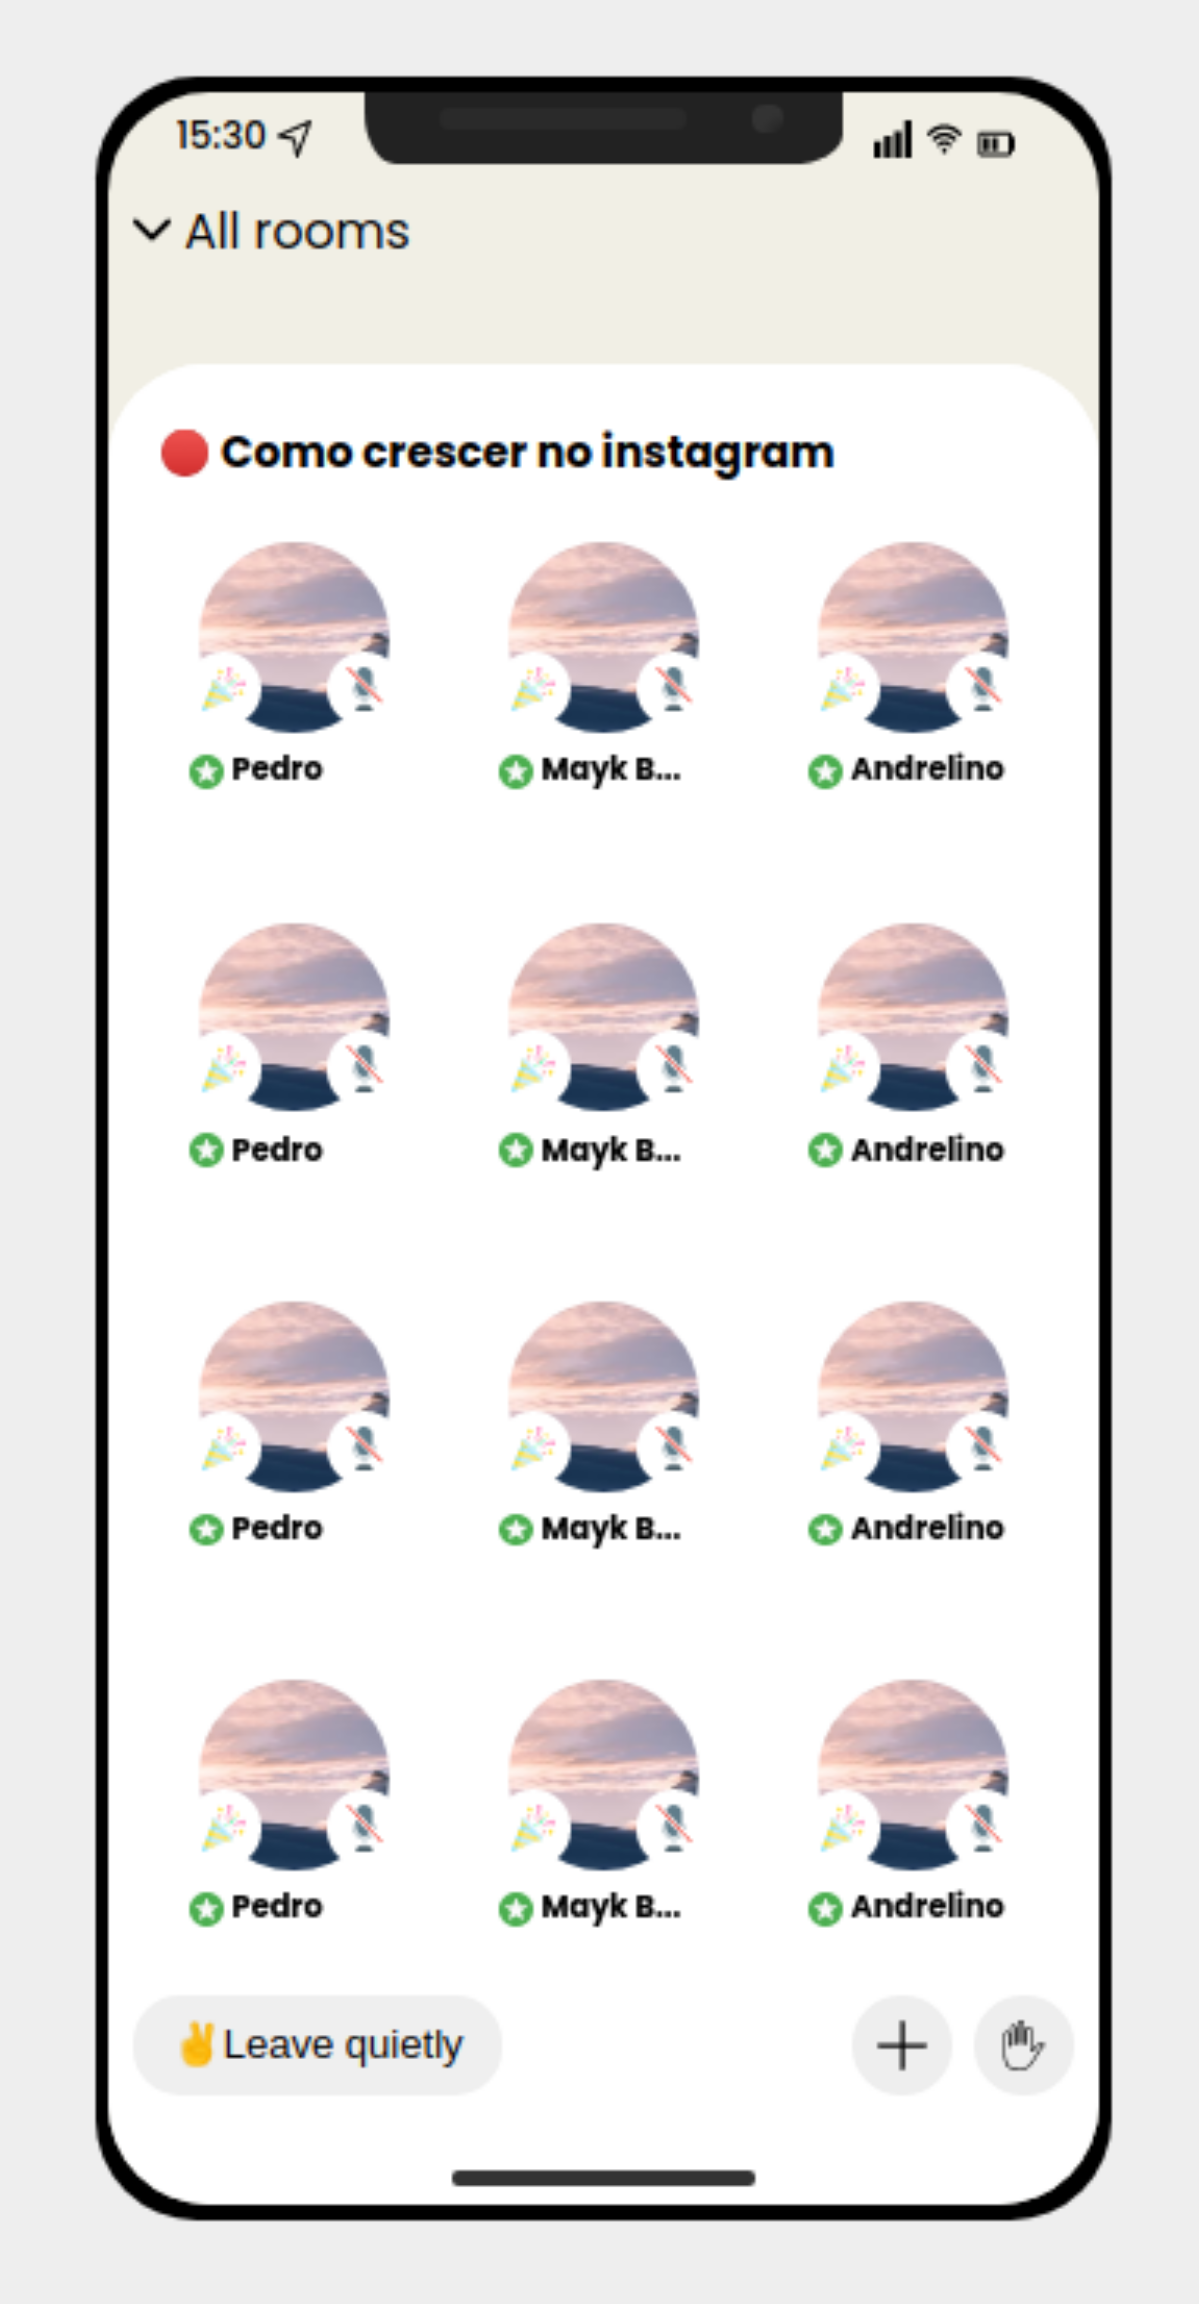 15:30
All rooms
Como crescer no instagram
Pedro Mayk B... Andrelino
Pedro Mayk B... Andrelino
Pedro Mayk B... Andrelino
Pedro Mayk B... Andrelino
✌Leave quietly